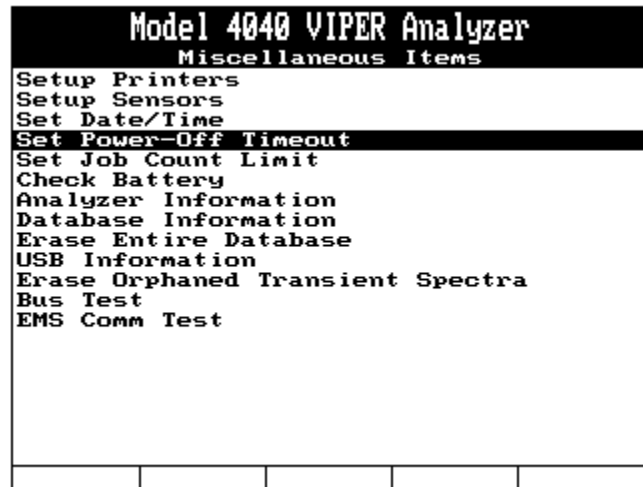 Model 4040 VIPER Analyzer
Miscellaneous Items
Setup Printers
Setup Sensors
Set Date/Time
Set Power-Off Timeout
Set Job Count Limit
Check Battery
Analyzer Information
Database Information
Erase Entire Database
USB Information
Erase Orphaned Transient Spectra
Bus Test
EMS Comm Test